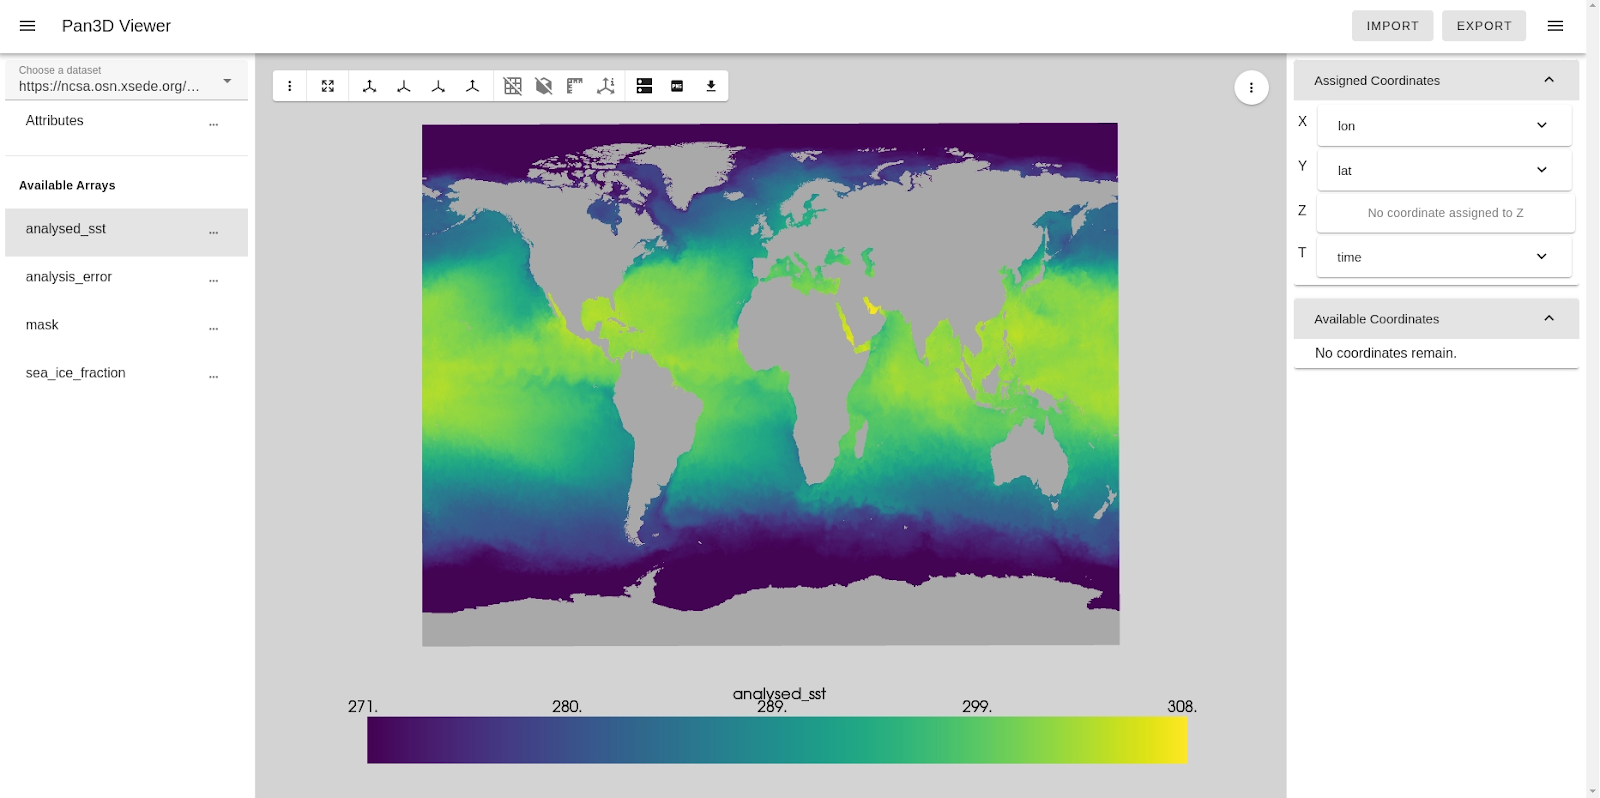 Pan3D Viewer
IMPORT
EXPORT
Choose a dataset
https://ncsa.osn.xsede.org/...
Attributes
...
Available Arrays
analysed_sst
...
analysis_error
...
mask
...
sea_ice_fraction
...
PNG
Assigned Coordinates
X
lon
Y
lat
Z
No coordinate assigned to Z
T
time
Available Coordinates
No coordinates remain.
analysed_sst
271. 280. 289. 299. 308.